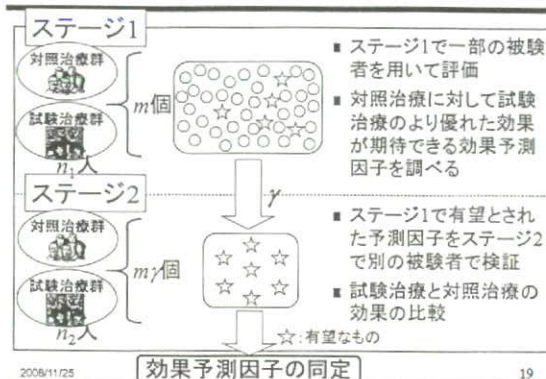 ステージ1
対照治療群
試験治療群
n₁人
m個
■ ステージ1で一部の被験
者を用いて評価
■ 対照治療に対して試験
治療のより優れた効果
が期待できる効果予測
因子を調べる
γ
ステージ2
対照治療群
試験治療群
n₂人
mγ個
■ ステージ1で有望とされ
た予測因子をステージ2
で別の被験者で検証
■ 試験治療と対照治療の
効果の比較
☆:有望なもの
効果予測因子の同定
2008/11/25
19